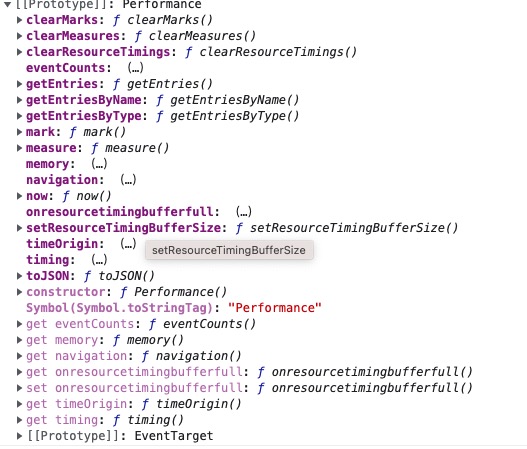 ▼ [[Prototype]]: Performance
▶ clearMarks: ƒ clearMarks()
▶ clearMeasures: ƒ clearMeasures()
▶ clearResourceTimings: ƒ clearResourceTimings()
eventCounts: (…)
▶ getEntries: ƒ getEntries()
▶ getEntriesByName: ƒ getEntriesByName()
▶ getEntriesByType: ƒ getEntriesByType()
▶ mark: ƒ mark()
▶ measure: ƒ measure()
memory: (…)
navigation: (…)
▶ now: ƒ now()
onresourcetimingbufferfull: (…)
▶ setResourceTimingBufferSize: ƒ setResourceTimingBufferSize()
timeOrigin: (…)
setResourceTimingBufferSize
timing: (…)
▶ toJSON: ƒ toJSON()
▶ constructor: ƒ Performance()
Symbol(Symbol.toStringTag): "Performance"
▶ get eventCounts: ƒ eventCounts()
▶ get memory: ƒ memory()
▶ get navigation: ƒ navigation()
▶ get onresourcetimingbufferfull: ƒ onresourcetimingbufferfull()
▶ set onresourcetimingbufferfull: ƒ onresourcetimingbufferfull()
▶ get timeOrigin: ƒ timeOrigin()
▶ get timing: ƒ timing()
▶ [[Prototype]]: EventTarget